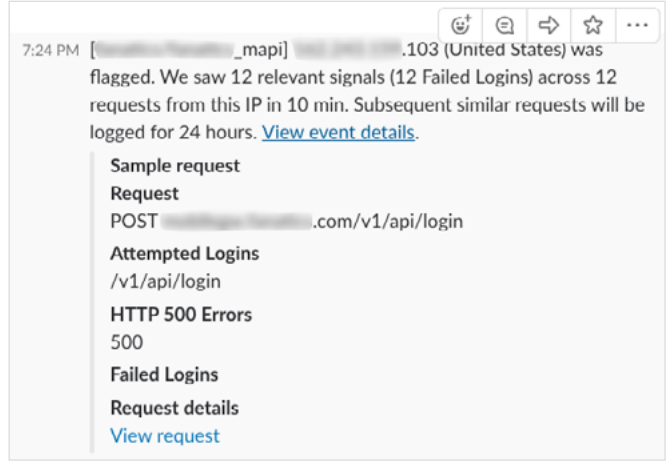 7:24 PM [ _mapi] .103 (United States) was
flagged. We saw 12 relevant signals (12 Failed Logins) across 12
requests from this IP in 10 min. Subsequent similar requests will be
logged for 24 hours. View event details.
Sample request
Request
POST .com/v1/api/login
Attempted Logins
/v1/api/login
HTTP 500 Errors
500
Failed Logins
Request details
View request